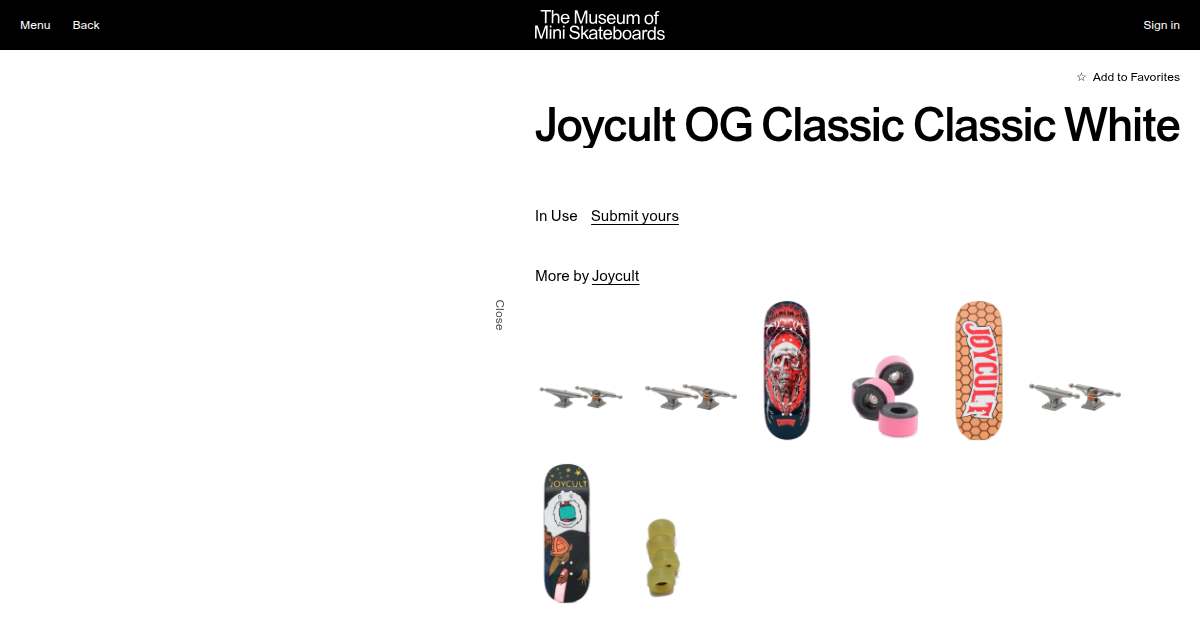 Menu
Back
The Museum of
Mini Skateboards
Sign in
☆ Add to Favorites
Joycult OG Classic Classic White
In Use
Submit yours
More by Joycult
Close
JOYCULT
JOYCULT